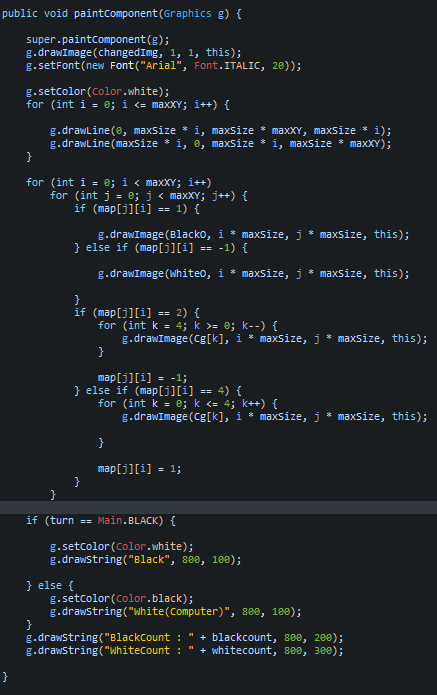 public void paintComponent(Graphics g) {
super.paintComponent(g);
g.drawImage(changedImg, 1, 1, this);
g.setFont(new Font("Arial", Font.ITALIC, 20));
g.setColor(Color.white);
for (int i = 0; i <= maxXY; i++) {
g.drawLine(0, maxSize * i, maxSize * maxXY, maxSize * i);
g.drawLine(maxSize * i, 0, maxSize * i, maxSize * maxXY);
}
for (int i = 0; i < maxXY; i++)
for (int j = 0; j < maxXY; j++) {
if (map[j][i] == 1) {
g.drawImage(BlackO, i * maxSize, j * maxSize, this);
} else if (map[j][i] == -1) {
g.drawImage(WhiteO, i * maxSize, j * maxSize, this);
}
if (map[j][i] == 2) {
for (int k = 4; k >= 0; k--) {
g.drawImage(Cg[k], i * maxSize, j * maxSize, this);
}
map[j][i] = -1;
} else if (map[j][i] == 4) {
for (int k = 0; k <= 4; k++) {
g.drawImage(Cg[k], i * maxSize, j * maxSize, this);
}
map[j][i] = 1;
}
}
if (turn == Main.BLACK) {
g.setColor(Color.white);
g.drawString("Black", 800, 100);
} else {
g.setColor(Color.black);
g.drawString("White(Computer)", 800, 100);
}
g.drawString("BlackCount : " + blackcount, 800, 200);
g.drawString("WhiteCount : " + whitecount, 800, 300);
}